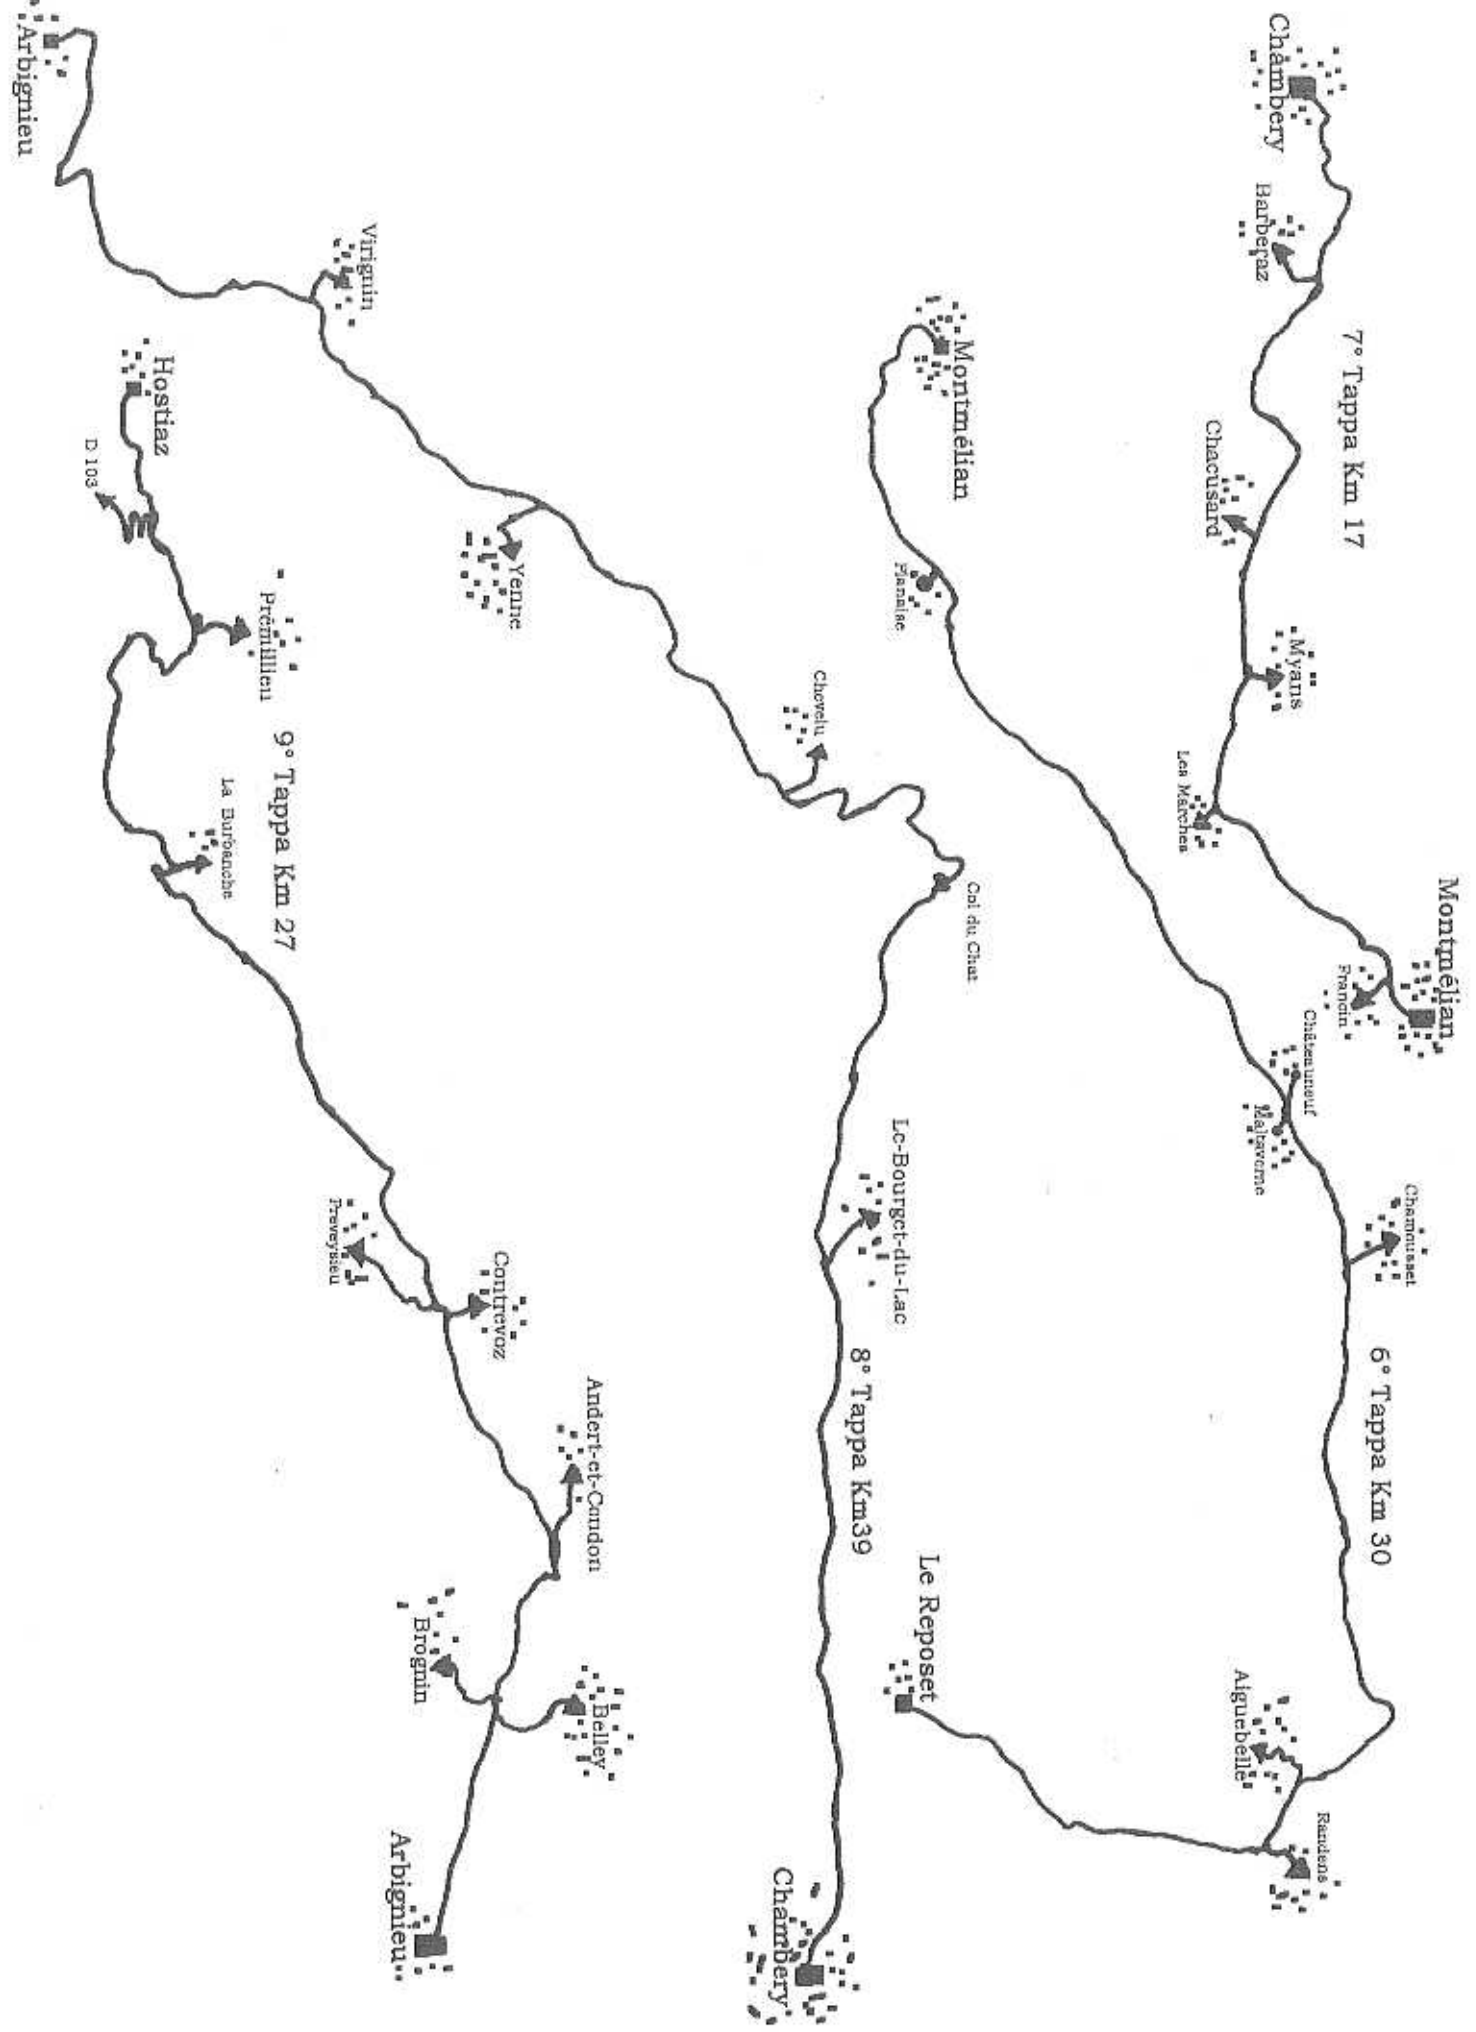 Montmélian
Chambery
7° Tappa Km 17
Barberaz
Chacusard
Myans
Les Marches
Francin
6° Tappa Km 30
Châteauneuf
Maltaverne
Chamousset
Aiguebelle
Randens
Montmélian
Planaise
Le Reposet
Col du Chat
Le-Bourget-du-Lac
8° Tappa Km39
Chevelu
Chambery
Yenne
Virignin
Arbignieu
Andert-et-Condon
Belley
Contrevoz
Preveysieu
Brognin
Arbignieu
9° Tappa Km 27
Prémillieu
La Burbanche
Hostiaz
D 103